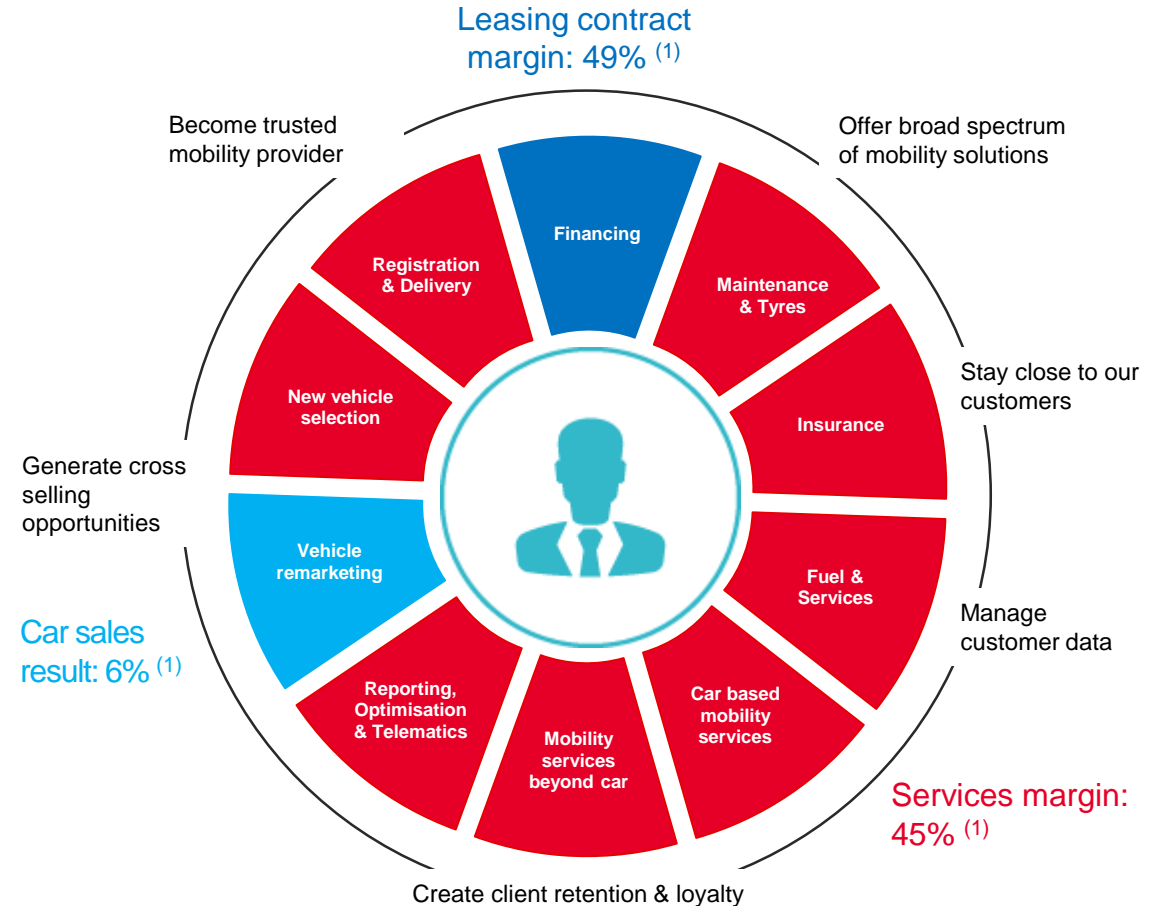 Leasing contract
margin: 49% (1)
Become trusted
mobility provider
Offer broad spectrum
of mobility solutions
Financing
Registration
& Delivery
Maintenance
& Tyres
New vehicle
selection
Insurance
Stay close to our
customers
Generate cross
selling
opportunities
Vehicle
remarketing
Fuel &
Services
Manage
customer data
Car sales
result: 6% (1)
Reporting,
Optimisation
& Telematics
Mobility
services
beyond car
Car based
mobility
services
Services margin:
45% (1)
Create client retention & loyalty